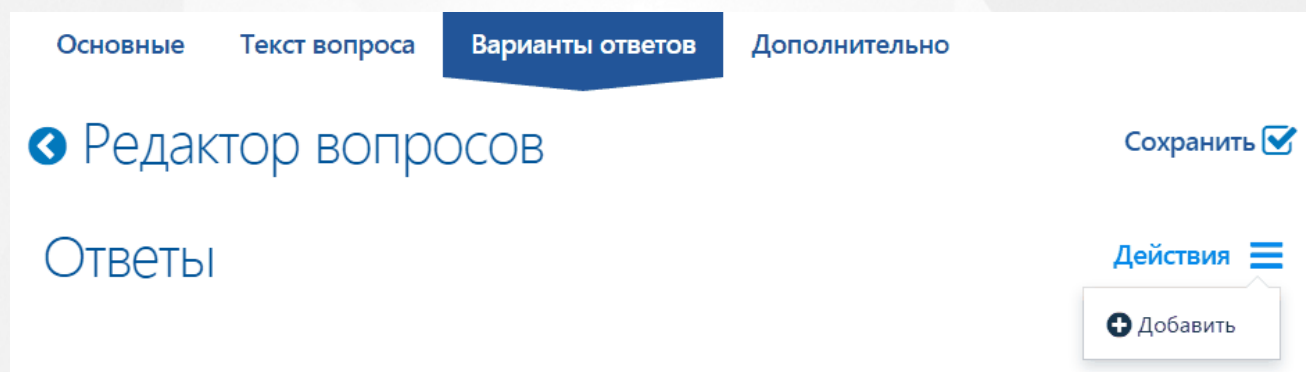 Основные Текст вопроса Варианты ответов Дополнительно
Редактор вопросов Сохранить
Ответы Действия
Добавить